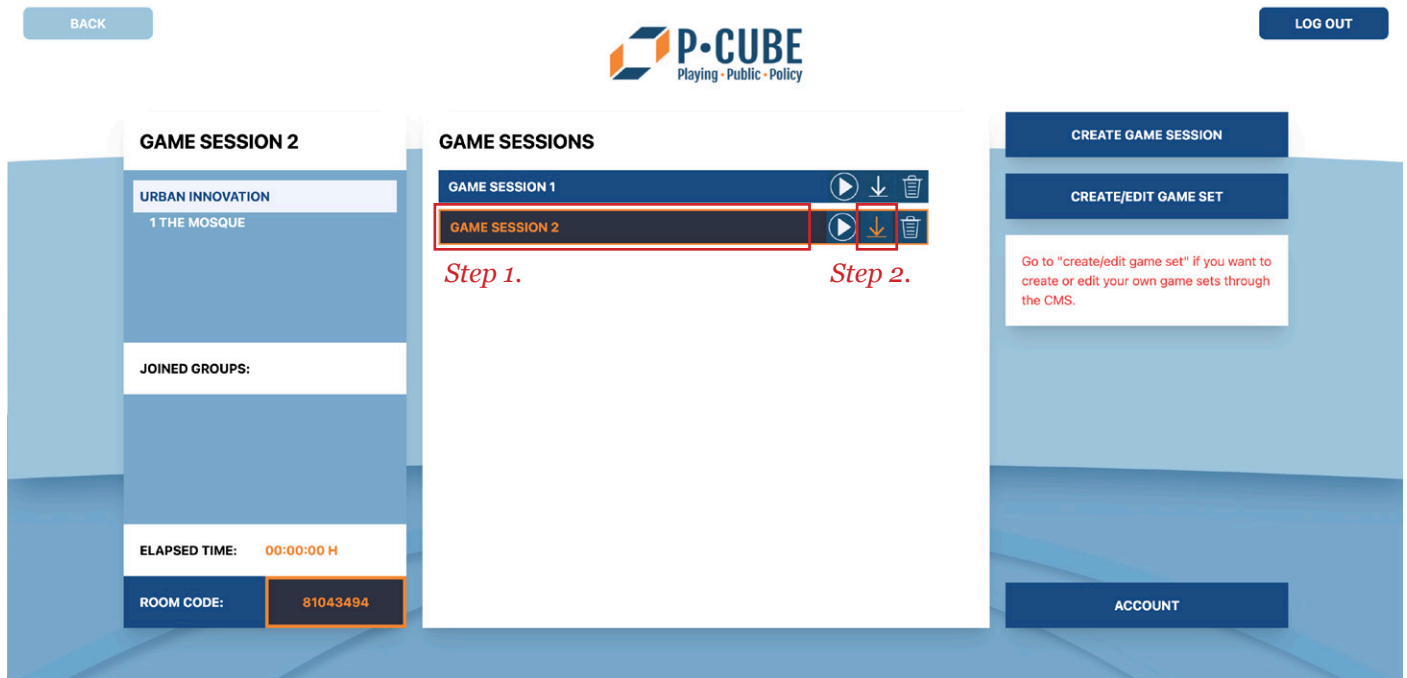 BACK
P•CUBE
Playing • Public • Policy
LOG OUT
GAME SESSION 2
URBAN INNOVATION
1 THE MOSQUE
JOINED GROUPS:
ELAPSED TIME: 00:00:00 H
ROOM CODE: 81043494
GAME SESSIONS
GAME SESSION 1
GAME SESSION 2
Step 1. Step 2.
CREATE GAME SESSION
CREATE/EDIT GAME SET
Go to "create/edit game set" if you want to
create or edit your own game sets through
the CMS.
ACCOUNT